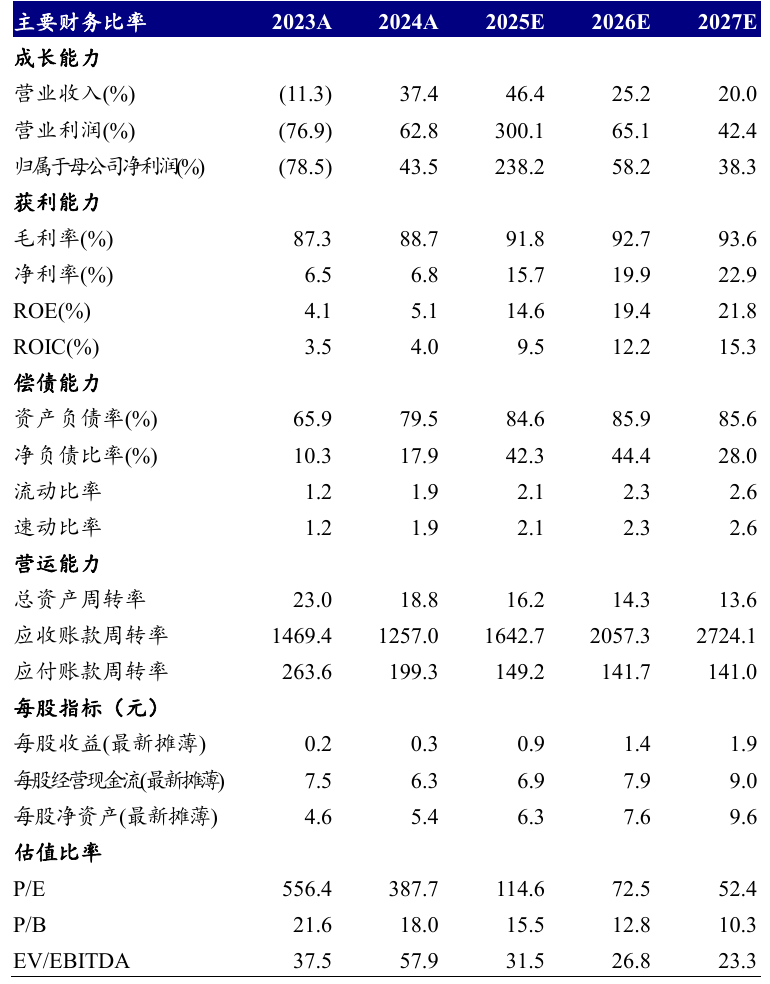 主要财务比率 2023A 2024A 2025E 2026E 2027E
成长能力
营业收入(%) (11.3) 37.4 46.4 25.2 20.0
营业利润(%) (76.9) 62.8 300.1 65.1 42.4
归属于母公司净利润(%) (78.5) 43.5 238.2 58.2 38.3
获利能力
毛利率(%) 87.3 88.7 91.8 92.7 93.6
净利率(%) 6.5 6.8 15.7 19.9 22.9
ROE(%) 4.1 5.1 14.6 19.4 21.8
ROIC(%) 3.5 4.0 9.5 12.2 15.3
偿债能力
资产负债率(%) 65.9 79.5 84.6 85.9 85.6
净负债比率(%) 10.3 17.9 42.3 44.4 28.0
流动比率 1.2 1.9 2.1 2.3 2.6
速动比率 1.2 1.9 2.1 2.3 2.6
营运能力
总资产周转率 23.0 18.8 16.2 14.3 13.6
应收账款周转率 1469.4 1257.0 1642.7 2057.3 2724.1
应付账款周转率 263.6 199.3 149.2 141.7 141.0
每股指标（元）
每股收益(最新摊薄) 0.2 0.3 0.9 1.4 1.9
每股经营现金流(最新摊薄) 7.5 6.3 6.9 7.9 9.0
每股净资产(最新摊薄) 4.6 5.4 6.3 7.6 9.6
估值比率
P/E 556.4 387.7 114.6 72.5 52.4
P/B 21.6 18.0 15.5 12.8 10.3
EV/EBITDA 37.5 57.9 31.5 26.8 23.3